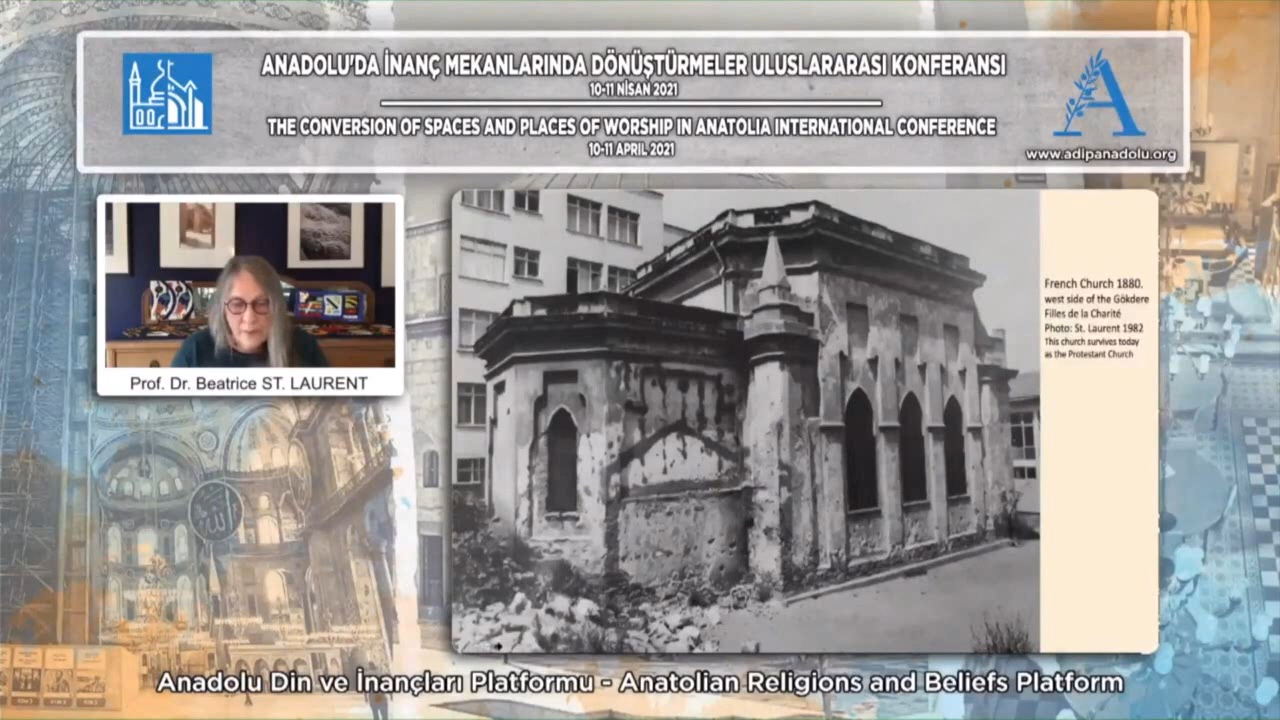 ANADOLU'DA İNANÇ MEKANLARINDA DÖNÜŞTÜRMELER ULUSLARARASI KONFERANSI
10-11 NİSAN 2021
THE CONVERSION OF SPACES AND PLACES OF WORSHIP IN ANATOLIA INTERNATIONAL CONFERENCE
10-11 APRIL 2021
www.adipanadolu.org
Prof. Dr. Beatrice ST. LAURENT
French Church 1880.
west side of the Gökdere
Filles de la Charité
Photo: St. Laurent 1982
This church survives today
as the Protestant Church
Anadolu Din ve İnançları Platformu - Anatolian Religions and Beliefs Platform